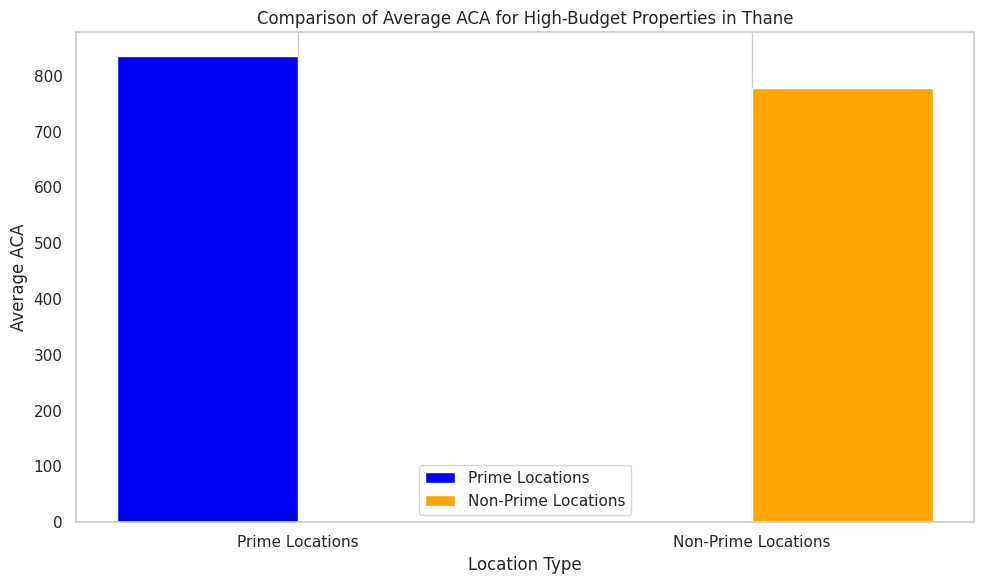 Comparison of Average ACA for High-Budget Properties in Thane
Average ACA
800
700
600
500
400
300
200
100
0
Prime Locations
Non-Prime Locations
Prime Locations
Non-Prime Locations
Location Type